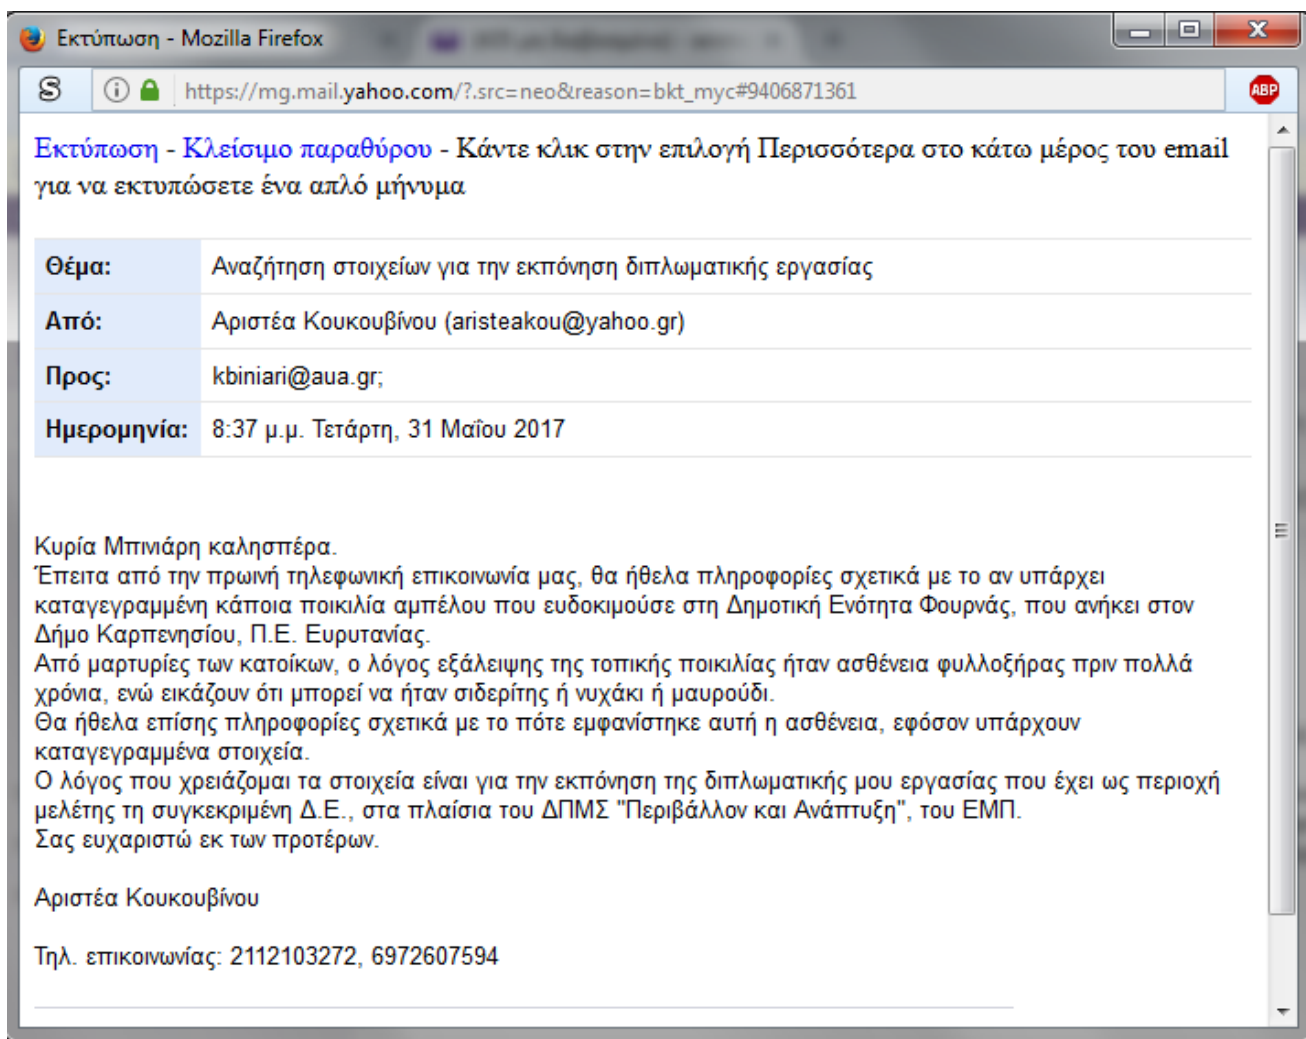 Εκτύπωση - Mozilla Firefox
S
https://mg.mail.yahoo.com/?.src=neo&reason=bkt_myc#9406871361
ABP
Εκτύπωση - Κλείσιμο παραθύρου - Κάντε κλικ στην επιλογή Περισσότερα στο κάτω μέρος του email
για να εκτυπώσετε ένα απλό μήνυμα
Θέμα: Αναζήτηση στοιχείων για την εκπόνηση διπλωματικής εργασίας
Από: Αριστέα Κουκουβίνου (aristeakou@yahoo.gr)
Προς: kbiniari@aua.gr;
Ημερομηνία: 8:37 μ.μ. Τετάρτη, 31 Μαΐου 2017
Κυρία Μπινιάρη καλησπέρα.
Έπειτα από την πρωινή τηλεφωνική επικοινωνία μας, θα ήθελα πληροφορίες σχετικά με το αν υπάρχει
καταγεγραμμένη κάποια ποικιλία αμπέλου που ευδοκιμούσε στη Δημοτική Ενότητα Φουρνάς, που ανήκει στον
Δήμο Καρπενησίου, Π.Ε. Ευρυτανίας.
Από μαρτυρίες των κατοίκων, ο λόγος εξάλειψης της τοπικής ποικιλίας ήταν ασθένεια φυλλοξήρας πριν πολλά
χρόνια, ενώ εικάζουν ότι μπορεί να ήταν σιδερίτης ή νυχάκι ή μαυρούδι.
Θα ήθελα επίσης πληροφορίες σχετικά με το πότε εμφανίστηκε αυτή η ασθένεια, εφόσον υπάρχουν
καταγεγραμμένα στοιχεία.
Ο λόγος που χρειάζομαι τα στοιχεία είναι για την εκπόνηση της διπλωματικής μου εργασίας που έχει ως περιοχή
μελέτης τη συγκεκριμένη Δ.Ε., στα πλαίσια του ΔΠΜΣ "Περιβάλλον και Ανάπτυξη", του ΕΜΠ.
Σας ευχαριστώ εκ των προτέρων.
Αριστέα Κουκουβίνου
Τηλ. επικοινωνίας: 2112103272, 6972607594